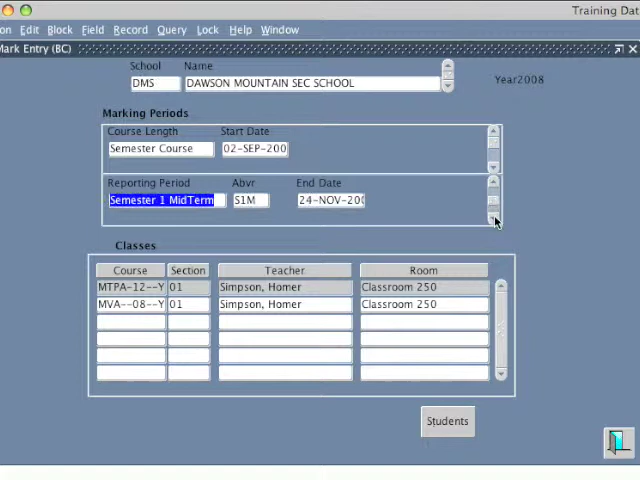 Training Dat
on Edit Block Field Record Query Lock Help Window
Mark Entry (BC)
School Name
DMS DAWSON MOUNTAIN SEC SCHOOL Year2008
Marking Periods
Course Length Start Date
Semester Course 02-SEP-200
Reporting Period Abvr End Date
Semester 1 MidTerm S1M 24-NOV-200
Classes
Course Section Teacher Room
MTPA-12--Y 01 Simpson, Homer Classroom 250
MVA--08--Y 01 Simpson, Homer Classroom 250
Students